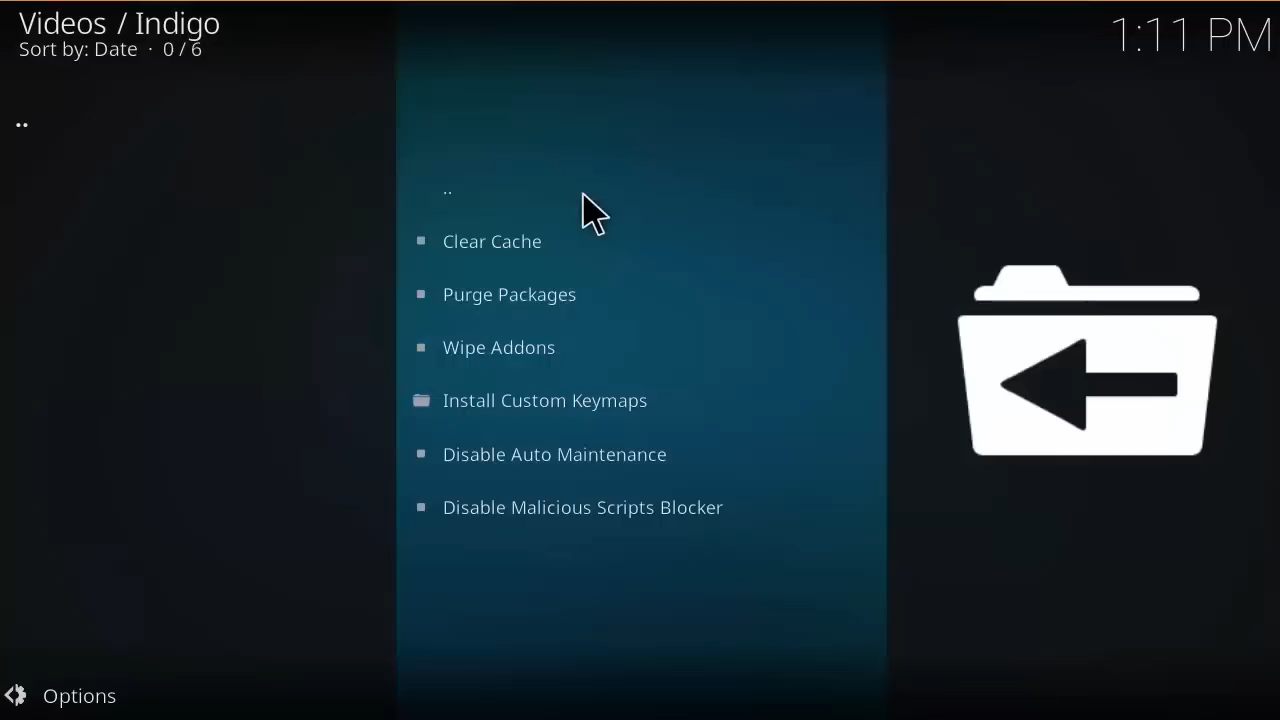 Videos / Indigo
Sort by: Date · 0 / 6
1:11 PM
..
..
Clear Cache
Purge Packages
Wipe Addons
Install Custom Keymaps
Disable Auto Maintenance
Disable Malicious Scripts Blocker
Options